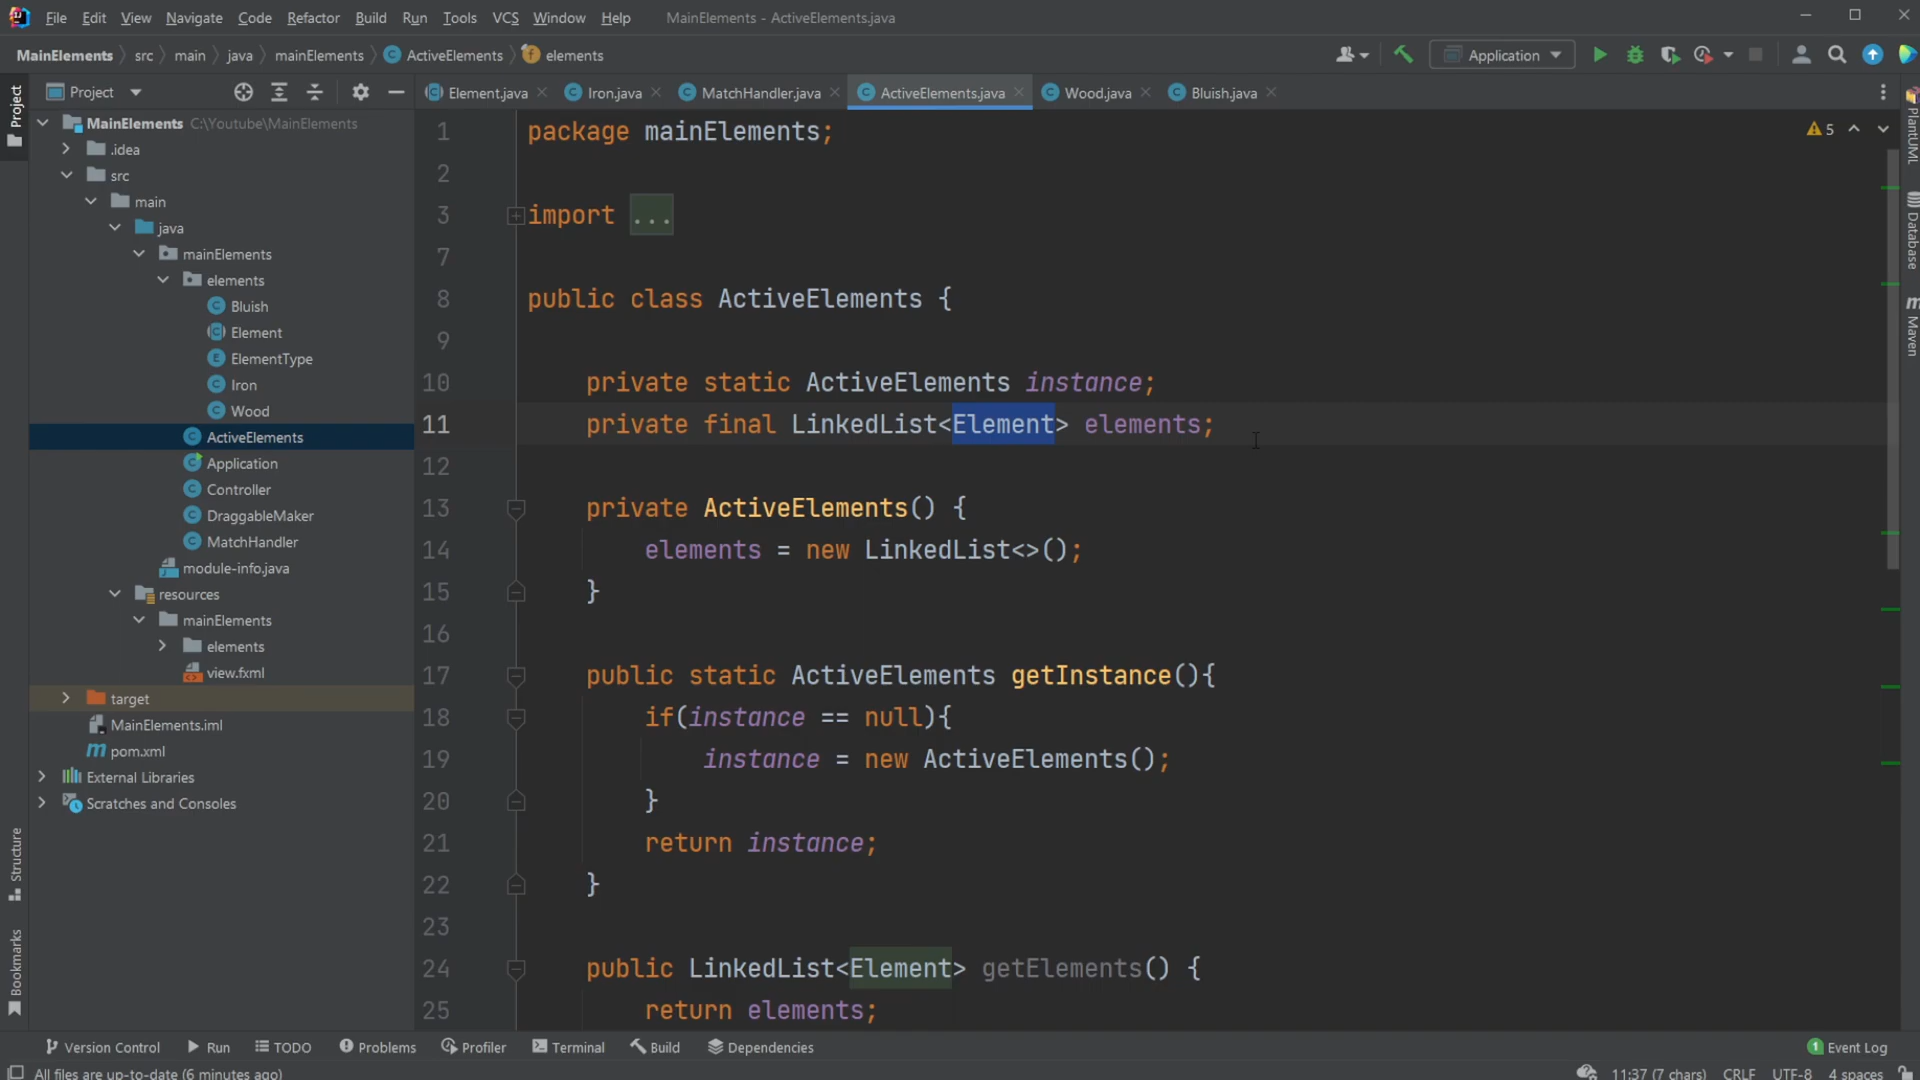 File Edit View Navigate Code Refactor Build Run Tools VCS Window Help MainElements - ActiveElements.java
MainElements src main java mainElements ActiveElements elements Application
Project
Element.java Iron.java MatchHandler.java ActiveElements.java Wood.java Bluish.java
Project
MainElements C:\Youtube\MainElements
.idea
src
main
java
mainElements
elements
Bluish
Element
ElementType
Iron
Wood
ActiveElements
Application
Controller
DraggableMaker
MatchHandler
module-info.java
resources
mainElements
elements
view.fxml
target
MainElements.iml
pom.xml
External Libraries
Scratches and Consoles
Structure
Bookmarks
1 package mainElements;
2
3 import ...
7
8 public class ActiveElements {
9
10 private static ActiveElements instance;
11 private final LinkedList<Element> elements;
12
13 private ActiveElements() {
14 elements = new LinkedList<>();
15 }
16
17 public static ActiveElements getInstance(){
18 if(instance == null){
19 instance = new ActiveElements();
20 }
21 return instance;
22 }
23
24 public LinkedList<Element> getElements() {
25 return elements;
5
PlantUML
Database
Maven
Version Control Run TODO Problems Profiler Terminal Build Dependencies 1 Event Log
All files are up-to-date (6 minutes ago) 11:37 (7 chars) CRLF UTF-8 4 spaces